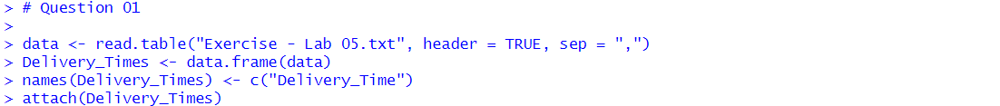 > # Question 01
>
> data <- read.table("Exercise - Lab 05.txt", header = TRUE, sep = ",")
> Delivery_Times <- data.frame(data)
> names(Delivery_Times) <- c("Delivery_Time")
> attach(Delivery_Times)